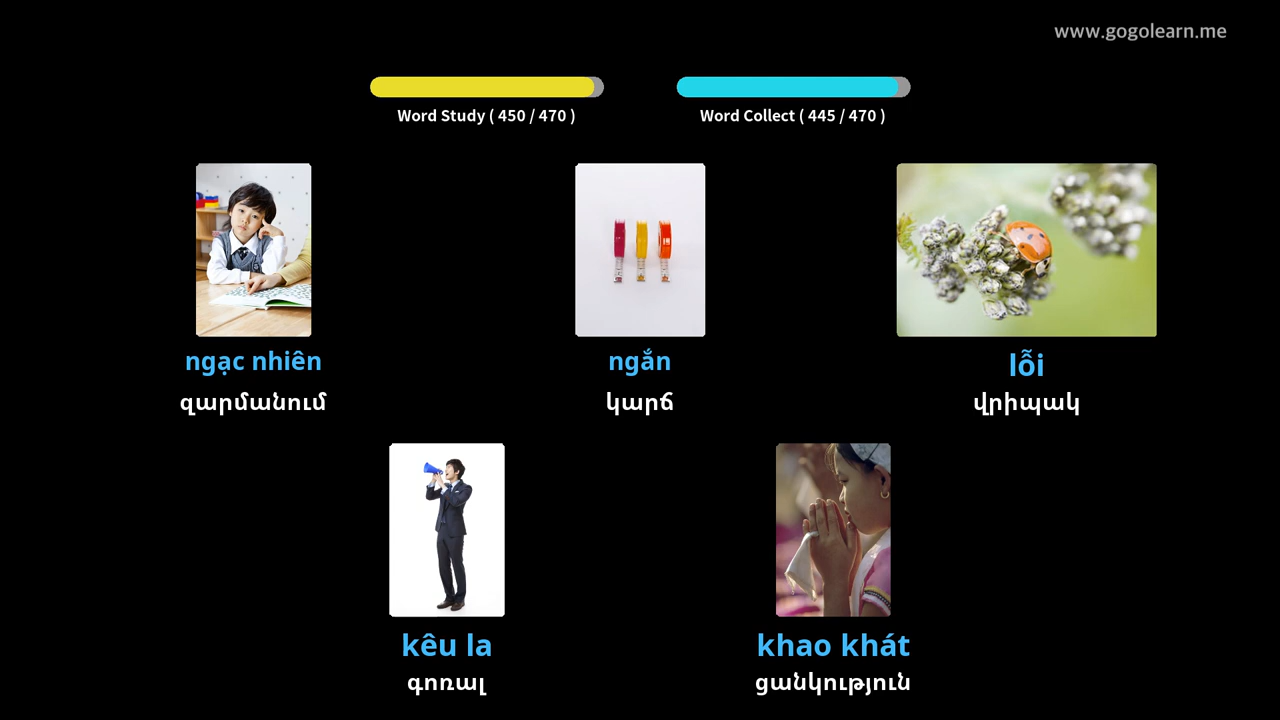 www.gogolearn.me
Word Study ( 450 / 470 )
Word Collect ( 445 / 470 )
ngạc nhiên
զարմանում
ngắn
կարճ
lỗi
վրիպակ
kêu la
գոռալ
khao khát
ցանկություն